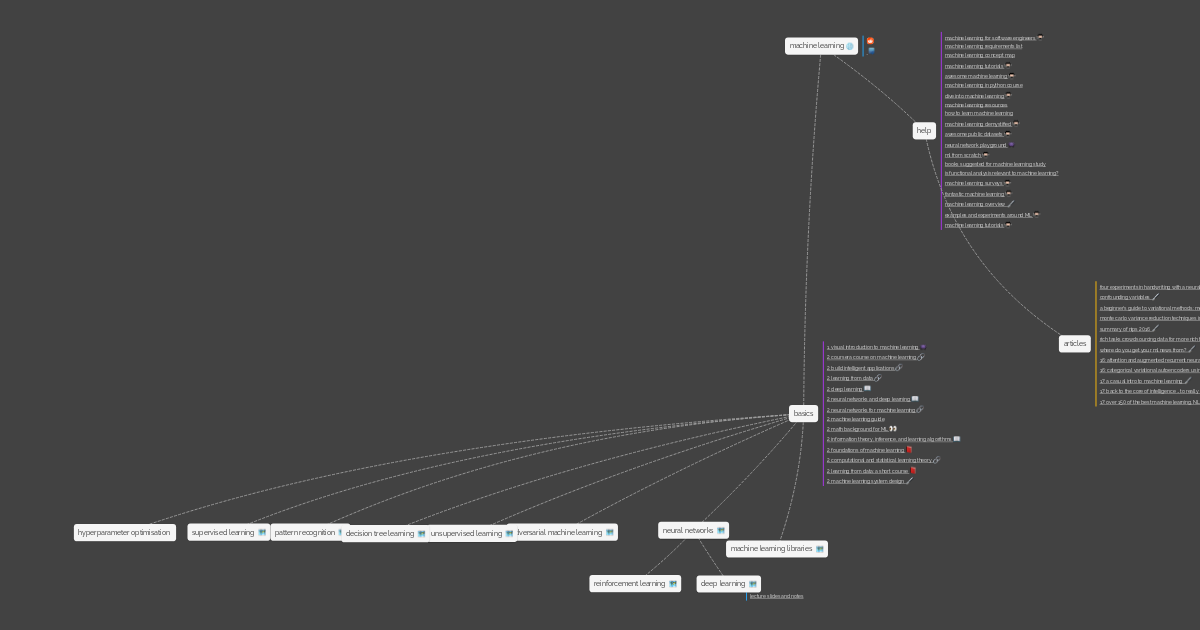 machine learning
machine learning for software engineers
machine learning requirements list
machine learning concept map
machine learning tutorials
awesome machine learning
machine learning in python course
dive into machine learning
machine learning resources
how to learn machine learning
machine learning demystified
awesome public datasets
neural network playground
ml from scratch
books suggested for machine learning study
is functional analysis relevant to machine learning?
machine learning surveys
fantastic machine learning
machine learning overview
examples and experiments around ML
machine learning tutorials
help
four experiments in handwriting with a neural
confounding variables
a beginner's guide to variational methods:
monte carlo variance reduction techniques
summary of nips 2016
rich take: crowdsourcing data for more rich
where do you get your ml news from?
16 attention and augmented recurrent
16 categorical variational autoencoders
17 a casual intro to machine learning
17 back to the core of intelligence.. to really
17 over 150 of the best machine learning, NL
articles
1 visual introduction to machine learning
2 coursera course on machine learning
2 build intelligent applications
2 learning from data
2 deep learning
2 neural networks and deep learning
2 neural networks for machine learning
2 machine learning guide
2 math background for ML
2 information theory, inference, and learning algorithms
2 foundations of machine learning
2 computational and statistical learning theory
2 learning from data: a short course
2 machine learning system design
basics
hyperparameter optimisation
supervised learning
pattern recognition
decision tree learning
unsupervised learning
dversarial machine learning
neural networks
machine learning libraries
reinforcement learning
deep learning
lecture slides and notes